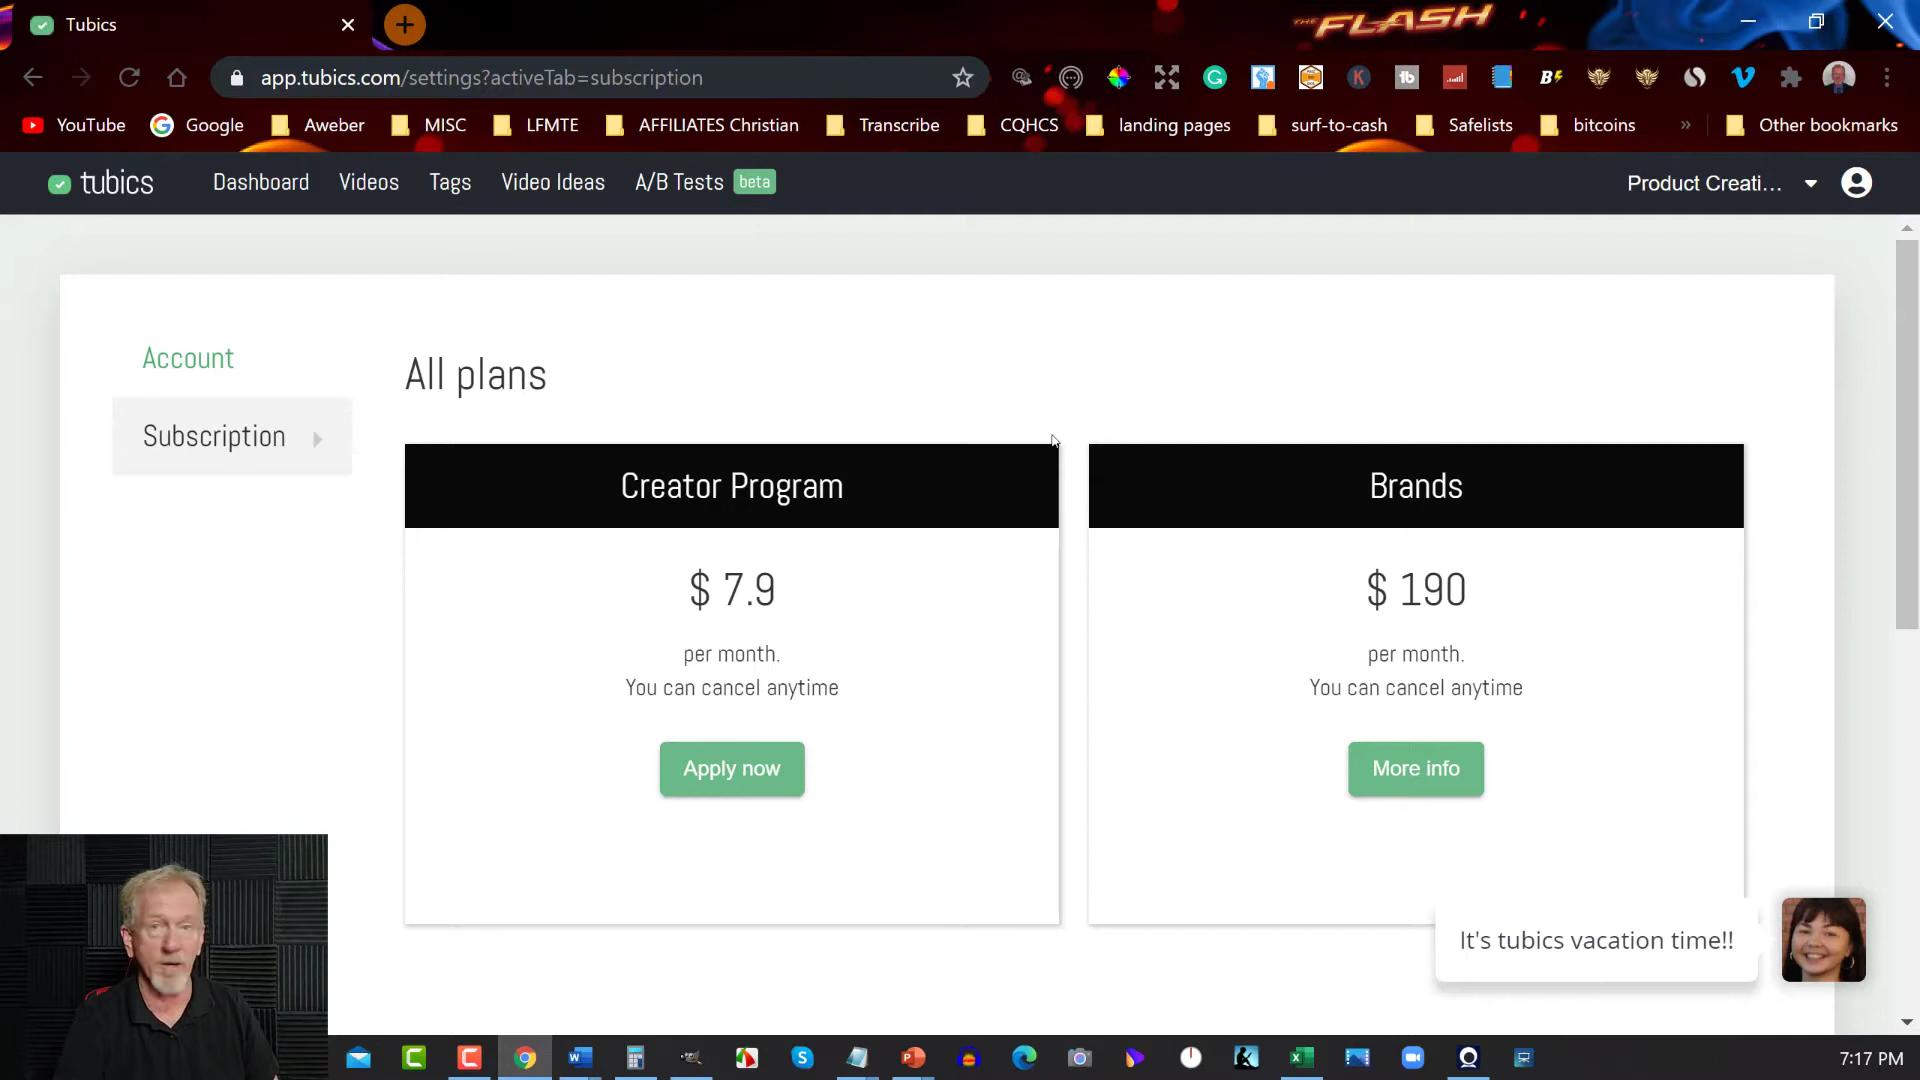 Tubics
THE FLASH
app.tubics.com/settings?activeTab=subscription
YouTube
Google
Aweber
MISC
LFMTE
AFFILIATES Christian
Transcribe
CQHCS
landing pages
surf-to-cash
Safelists
bitcoins
»
Other bookmarks
tubics
Dashboard
Videos
Tags
Video Ideas
A/B Tests
beta
Product Creati...
Account
Subscription
All plans
Creator Program
$ 7.9
per month.
You can cancel anytime
Apply now
Brands
$ 190
per month.
You can cancel anytime
More info
It's tubics vacation time!!
7:17 PM